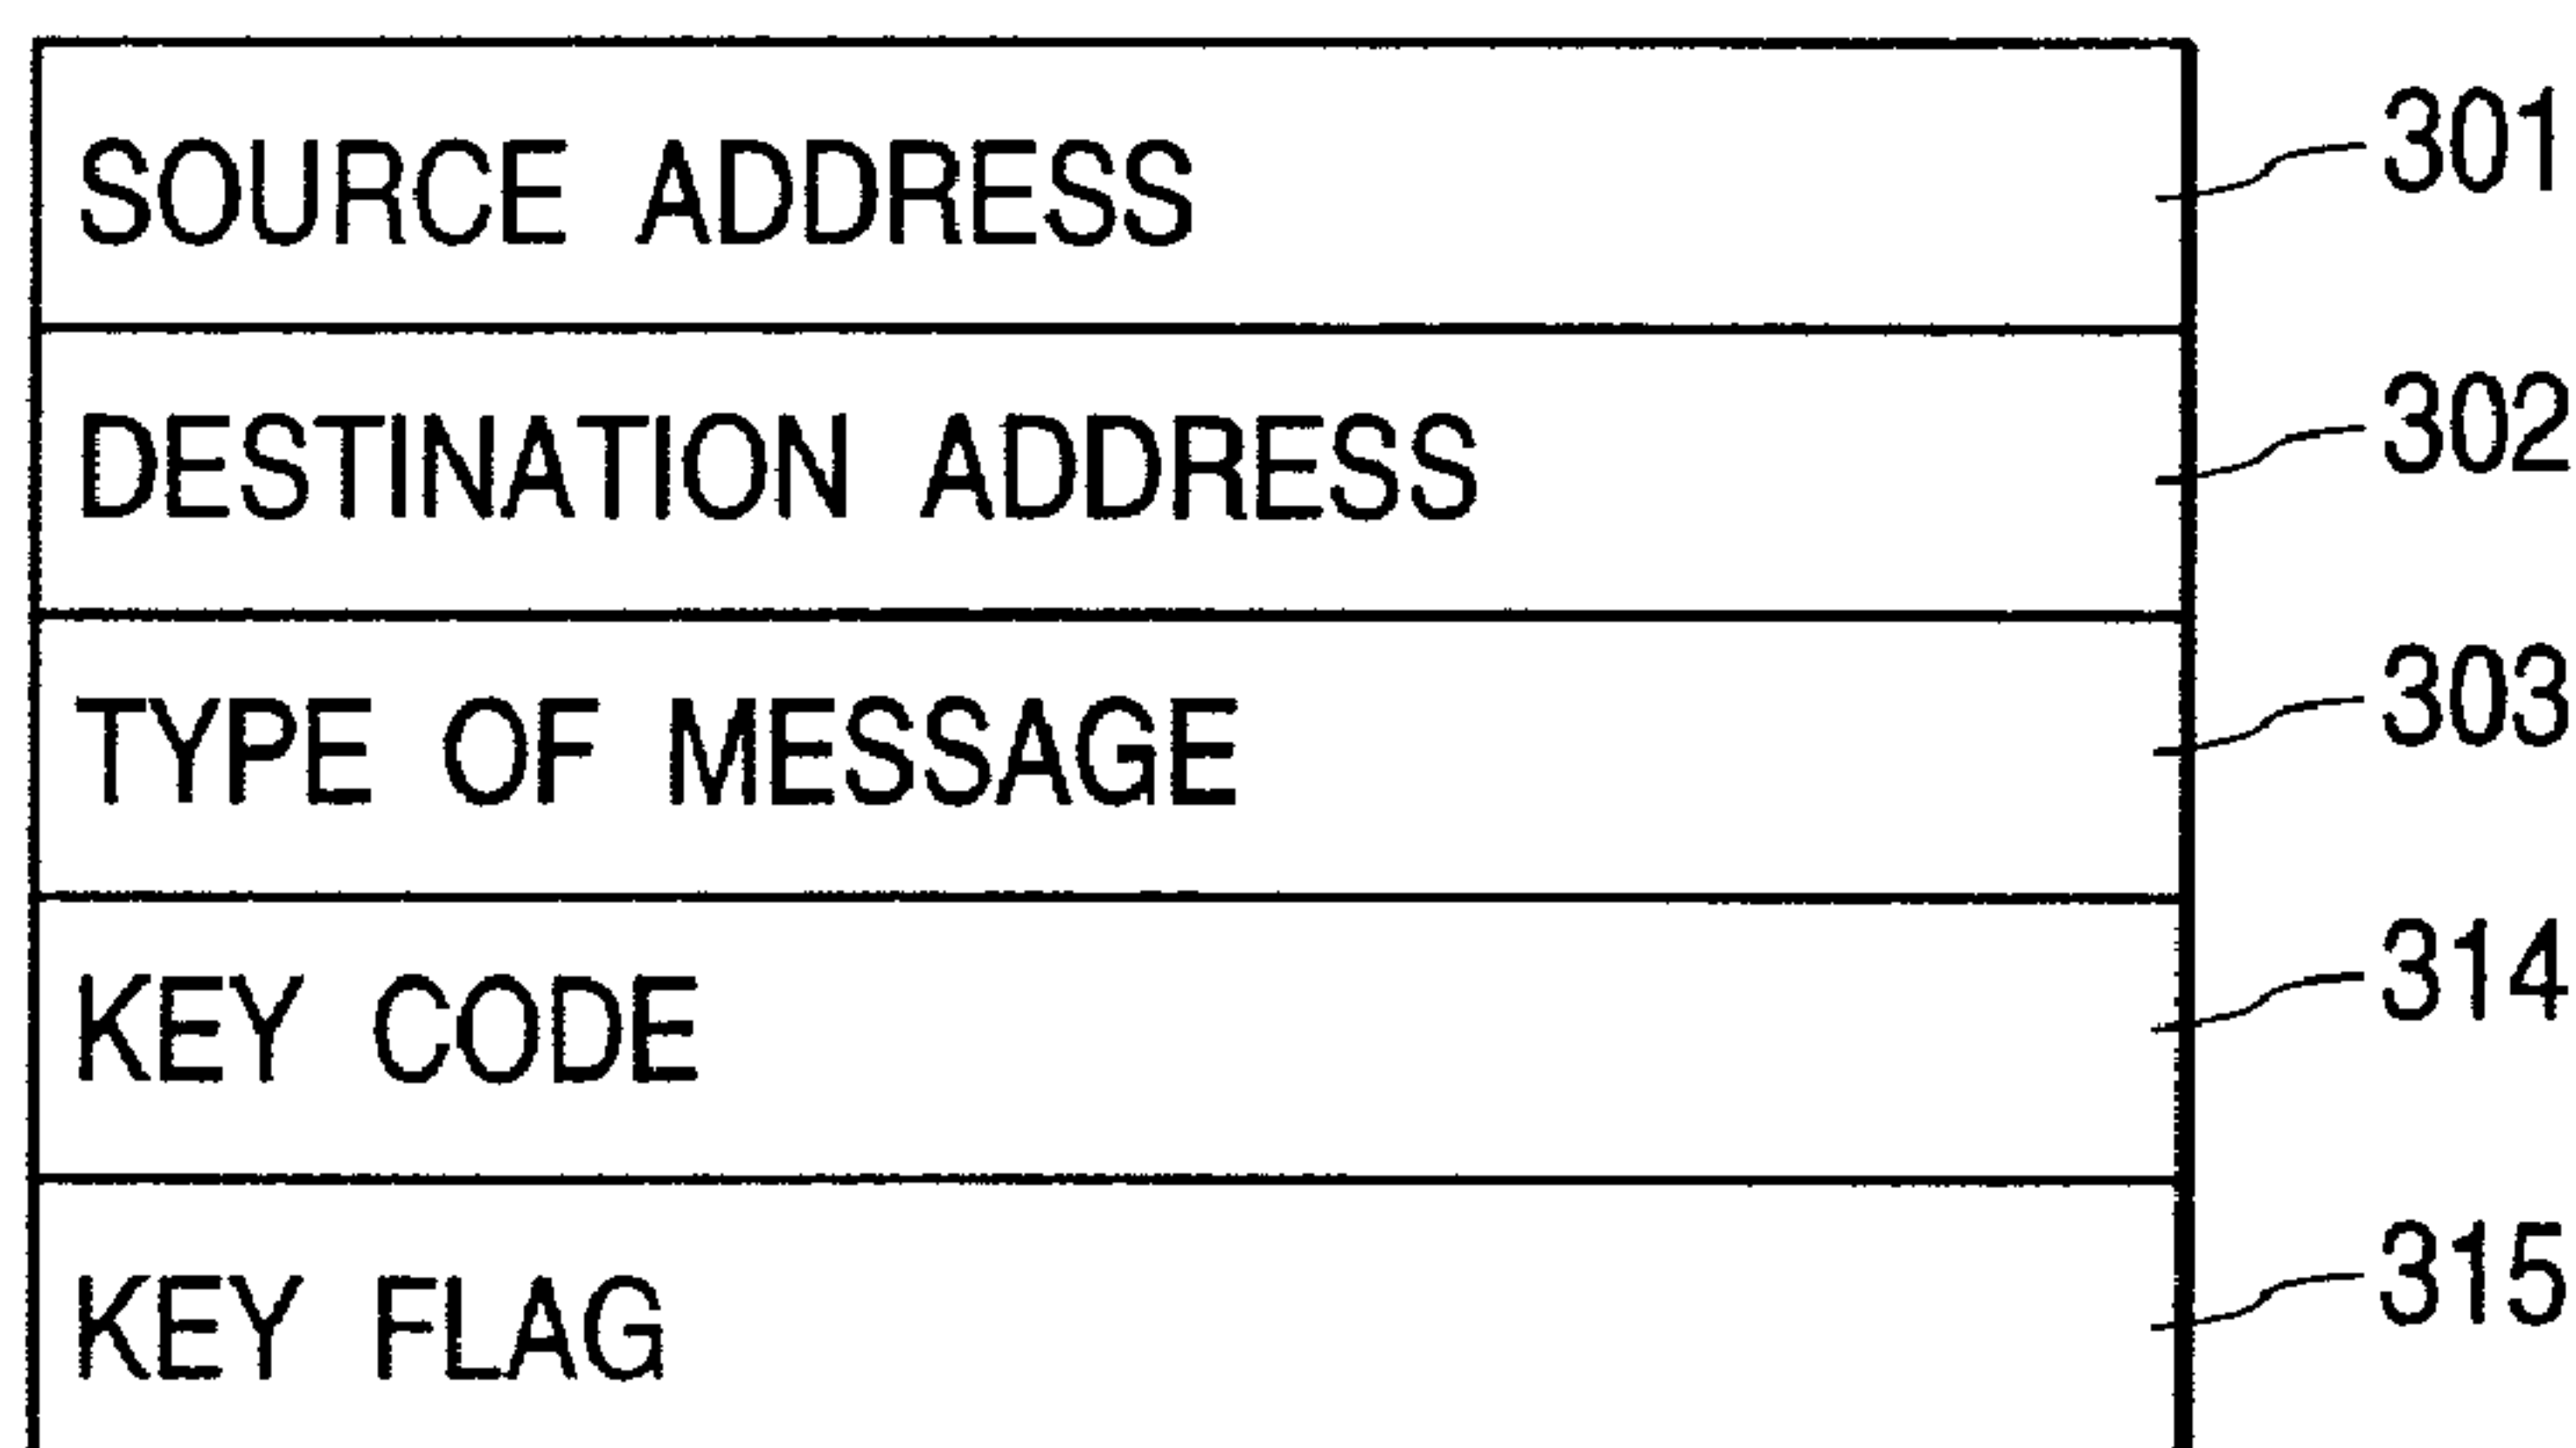 SOURCE ADDRESS 301
DESTINATION ADDRESS 302
TYPE OF MESSAGE 303
KEY CODE 314
KEY FLAG 315